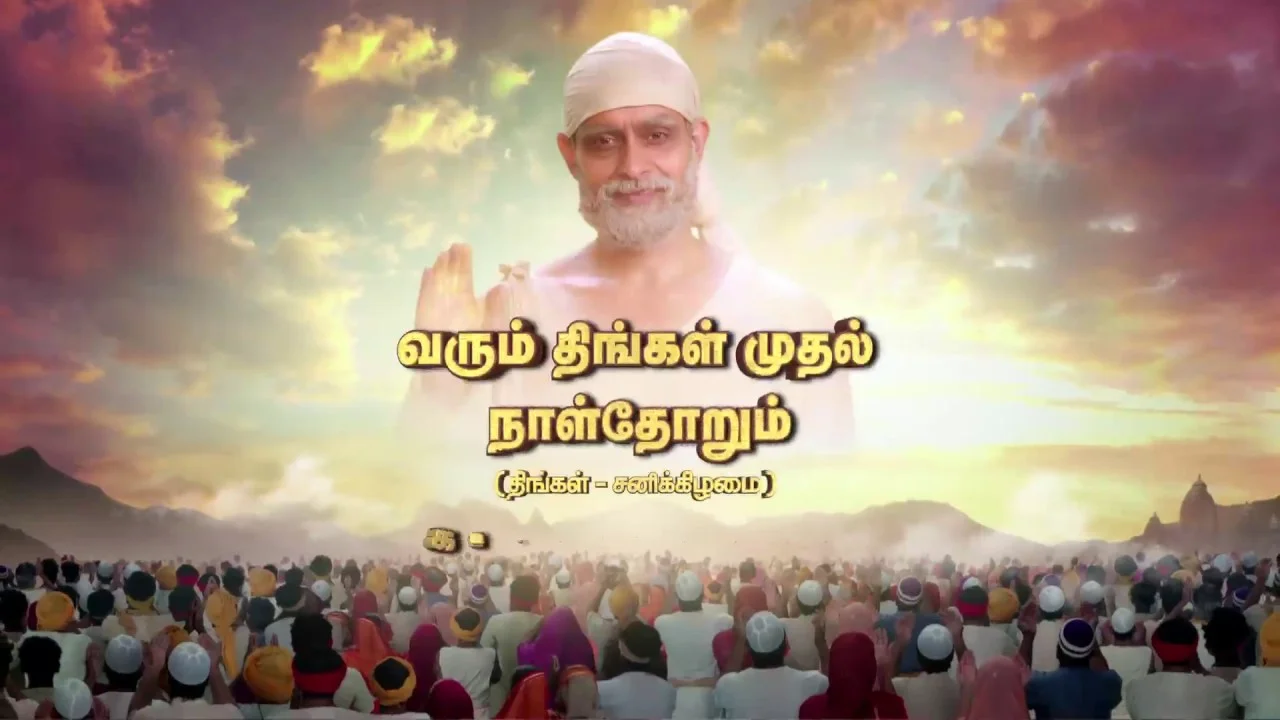 வரும் திங்கள் முதல்
நாள்தோறும்
(திங்கள் - சனிக்கிழமை)